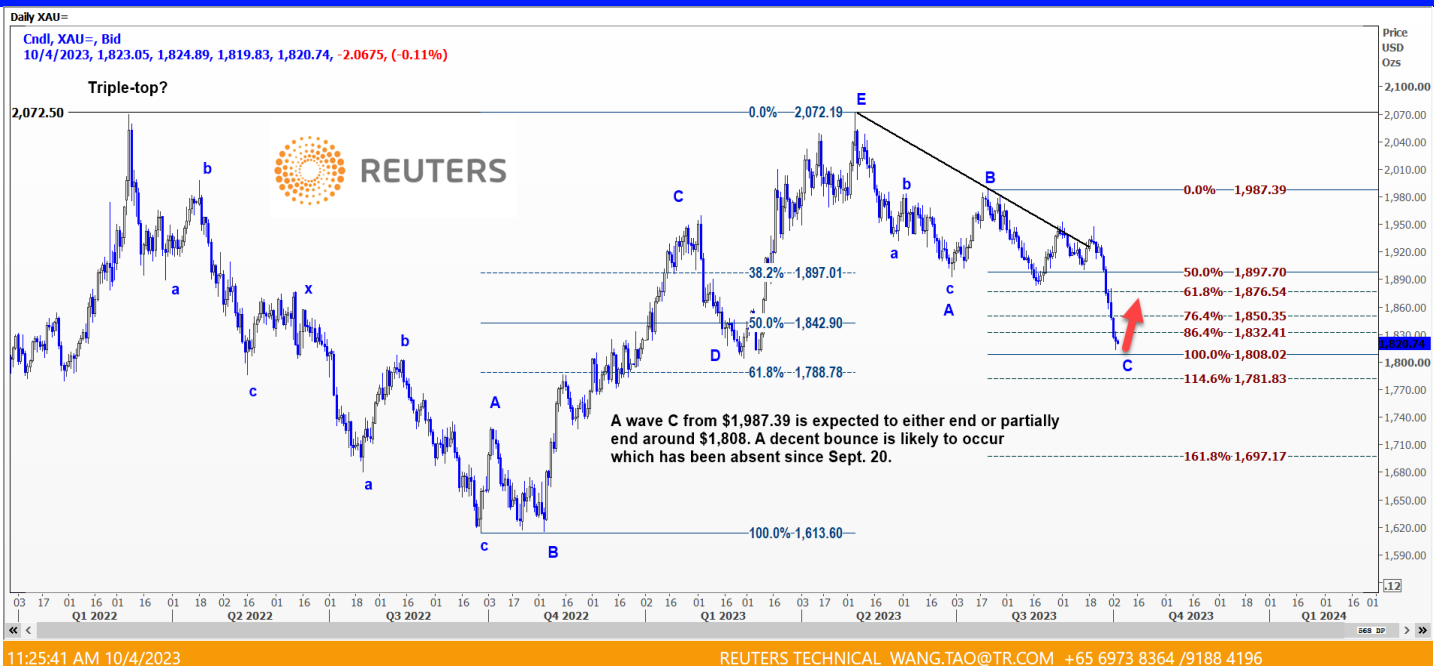 Daily XAU=
Cndl, XAU=, Bid
10/4/2023, 1,823.05, 1,824.89, 1,819.83, 1,820.74, -2.0675, (-0.11%)
Price
USD
Ozs
Triple-top?
2,072.50
REUTERS
0.0% 2,072.19
38.2% 1,897.01
50.0% 1,842.90
61.8% 1,788.78
100.0% 1,613.60
0.0% 1,987.39
50.0% 1,897.70
61.8% 1,876.54
76.4% 1,850.35
86.4% 1,832.41
100.0% 1,808.02
114.6% 1,781.83
161.8% 1,697.17
a
b
c
x
a
b
c
A
B
C
D
E
a
b
c
A
B
C
A wave C from $1,987.39 is expected to either end or partially
end around $1,808. A decent bounce is likely to occur
which has been absent since Sept. 20.
2,100.00
2,070.00
2,040.00
2,010.00
1,980.00
1,950.00
1,920.00
1,890.00
1,860.00
1,830.00
1,820.74
1,800.00
1,770.00
1,740.00
1,710.00
1,680.00
1,650.00
1,620.00
1,590.00
.12
03 17 01 16 01 16 01 18 02 16 01 16 01 18 01 16 01 16 03 17 01 16 01 16 02 16 01 16 01 16 03 17 01 16 01 16 03 17 01 16 01 18 02 16 01 16 01 18 01 16 01 16 01
Q1 2022 Q2 2022 Q3 2022 Q4 2022 Q1 2023 Q2 2023 Q3 2023 Q4 2023 Q1 2024
568 DP
11:25:41 AM 10/4/2023
REUTERS TECHNICAL WANG.TAO@TR.COM +65 6973 8364 /9188 4196